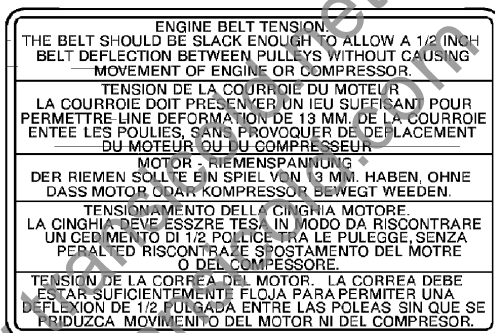 ENGINE BELT TENSION.
THE BELT SHOULD BE SLACK ENOUGH TO ALLOW A 1/2 INCH
BELT DEFLECTION BETWEEN PULLEYS WITHOUT CAUSING
MOVEMENT OF ENGINE OR COMPRESSOR.
TENSION DE LA COURROIE DU MOTEUR
LA COURROIE DOIT PRESENVER UN IEU SUFFISANT POUR
PERMETTRE LINE DEFORMATION DE 13 MM. DE LA COURROIE
ENTEE LES POULIES, SANS PROVOQUER DE DEPLACEMENT
DU MOTEUR OU DU COMPRESSEUR
MOTOR - RIEMENSPANNUNG
DER RIEMEN SOLLTE EIN SPIEL VON 13 MM. HABEN, OHNE
DASS MOTOR ODAN KOMPRESSOR BEWEGT WEEDEN.
TENSIONAMENTO DELLA CINGHIA MOTORE.
LA CINGHIA DEVE ESSZRE TESA IN MODO DA RISCONTRARE
UN CEDIMENTO DI 1/2 POLLICE TRA LE PULEGGE, SENZA
PERALTED RISCONTRAZE SPOSTAMENTO DEL MOTRE
O DEL COMPESSORE.
TENSION DE LA CORREA DEL MOTOR. LA CORREA DEBE
ESTAR SUFICIENTEMENTE FLOJA PARA PERMITER UNA
DEFLEXION DE 1/2 PULGADA ENTRE LAS POLEAS SIN QUE SE
PRIDUZCA MOVIMENTO DEL MOTOR NI DEL COMPRESOR.